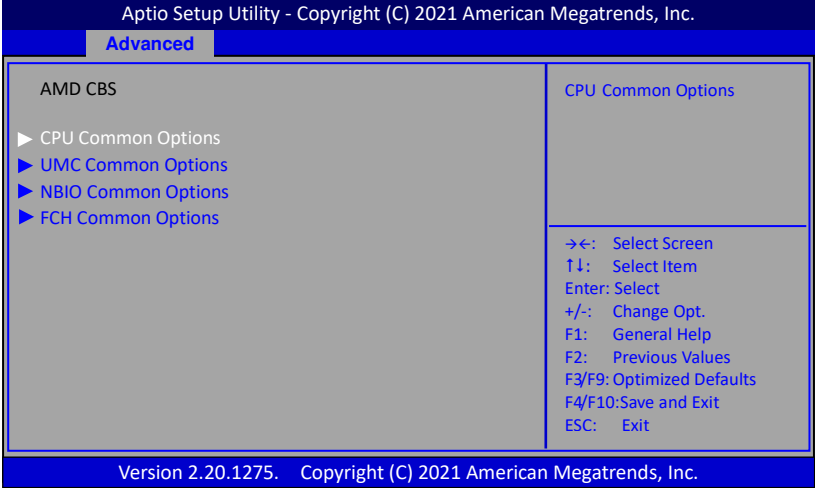 Aptio Setup Utility - Copyright (C) 2021 American Megatrends, Inc.
Advanced
AMD CBS
▶ CPU Common Options
▶ UMC Common Options
▶ NBIO Common Options
▶ FCH Common Options
CPU Common Options
→←: Select Screen
↑↓: Select Item
Enter: Select
+/-: Change Opt.
F1: General Help
F2: Previous Values
F3/F9: Optimized Defaults
F4/F10:Save and Exit
ESC: Exit
Version 2.20.1275. Copyright (C) 2021 American Megatrends, Inc.